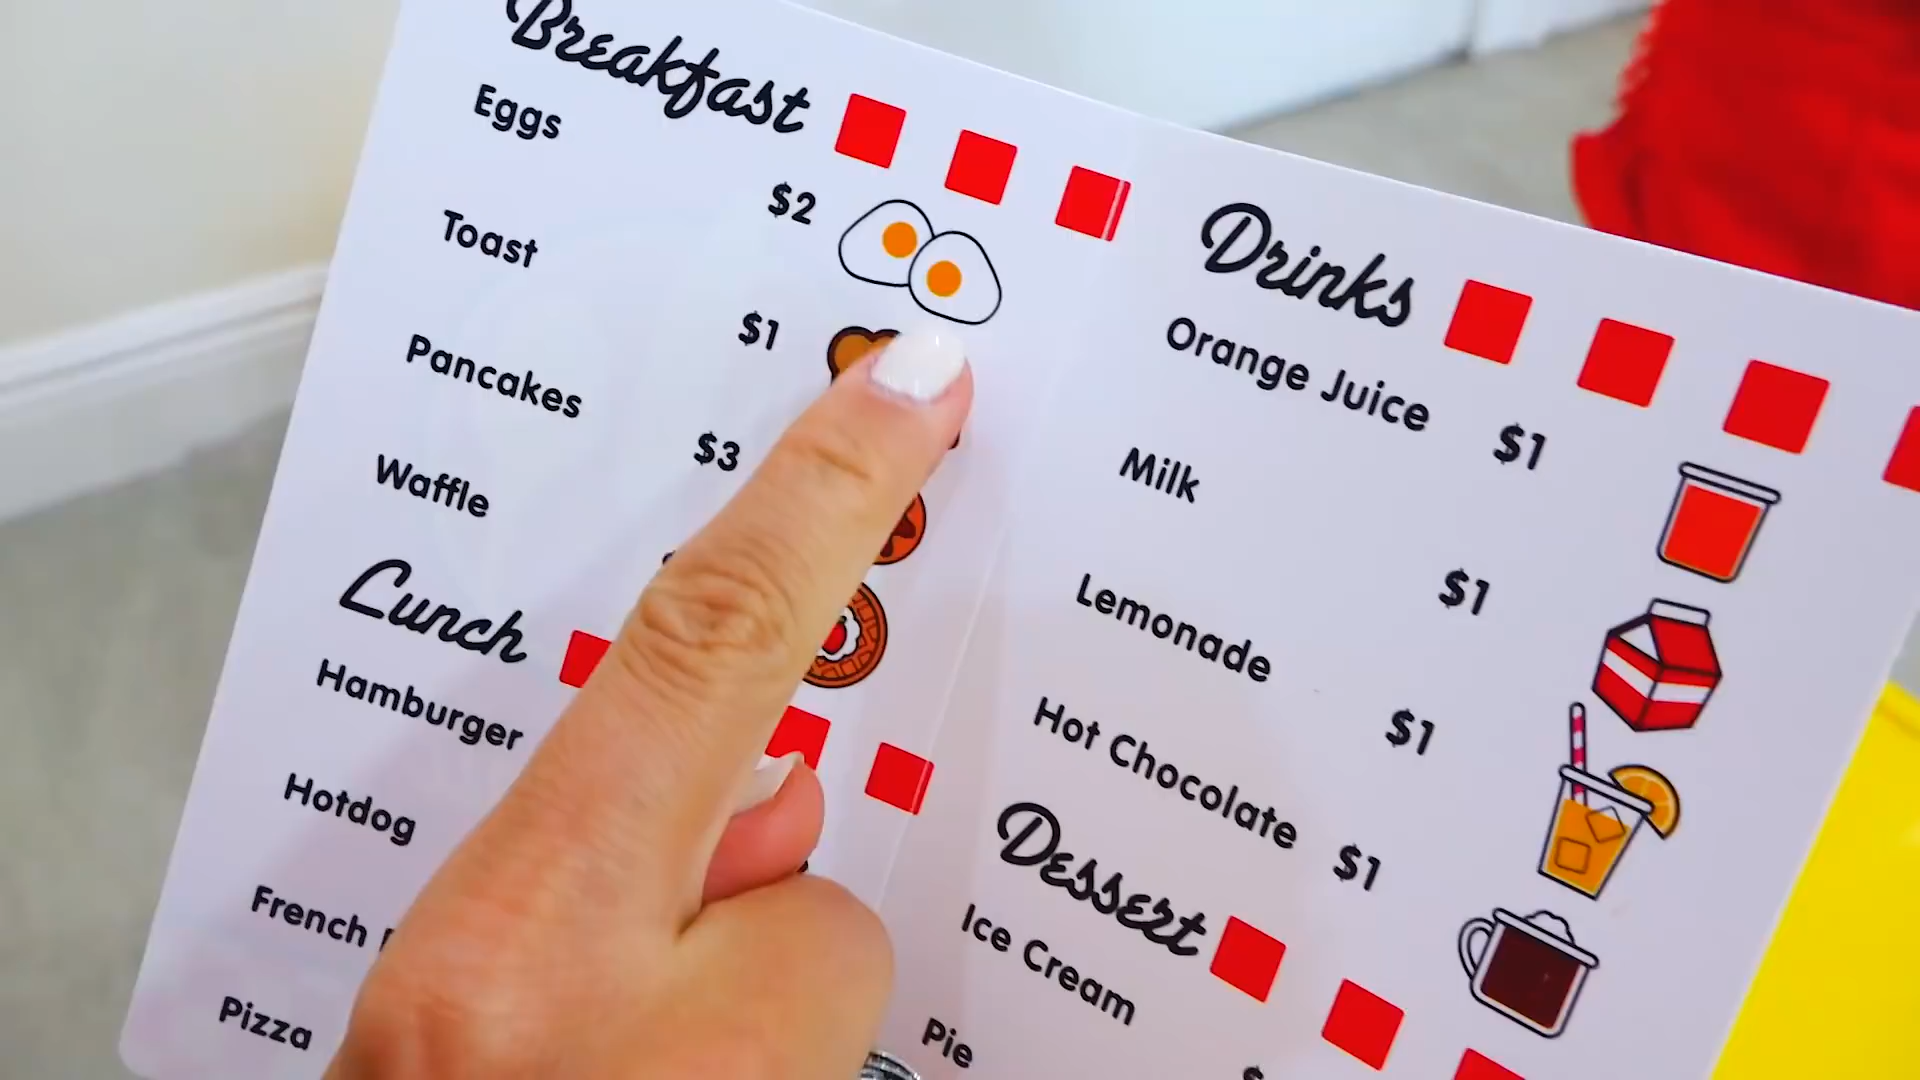 Breakfast
Eggs $2
Toast $1
Pancakes $3
Waffle
Lunch
Hamburger
Hotdog
French
Pizza
Drinks
Orange Juice $1
Milk $1
Lemonade $1
Hot Chocolate $1
Dessert
Ice Cream
Pie